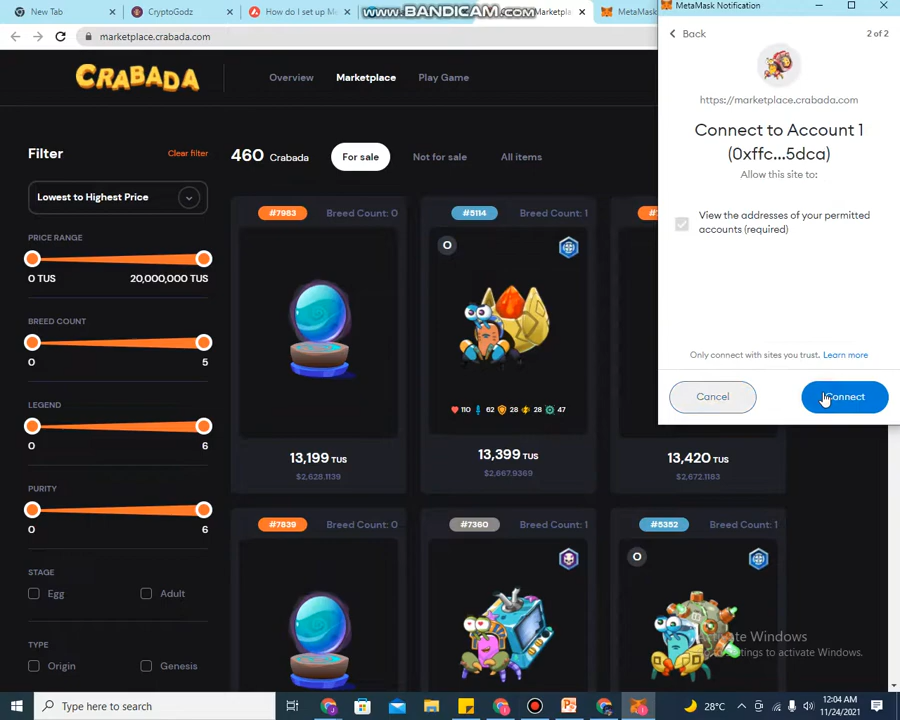 New Tab
CryptoGodz
How do I set up M
www.BANDICAM.com
Marketpla
MetaMask
MetaMask Notification
marketplace.crabada.com
Back
2 of 2
CRABADA
Overview
Marketplace
Play Game
https://marketplace.crabada.com
Connect to Account 1
(0xffc...5dca)
Allow this site to:
View the addresses of your permitted
accounts (required)
Only connect with sites you trust. Learn more
Cancel
Connect
Filter
Clear filter
460 Crabada
For sale
Not for sale
All items
Lowest to Highest Price
PRICE RANGE
0 TUS
20,000,000 TUS
BREED COUNT
0
5
LEGEND
0
6
PURITY
0
6
STAGE
Egg
Adult
TYPE
Origin
Genesis
#7983
Breed Count: 0
13,199 TUS
$2,628.1139
#5114
Breed Count: 1
O
110 62 28 28 47
13,399 TUS
$2,667.9369
13,420 TUS
$2,672.1183
#7839
Breed Count: 0
#7360
Breed Count: 1
#5352
Breed Count: 1
O
Activate Windows
settings to activate Windows.
Type here to search
28°C
12:04 AM
11/24/2021